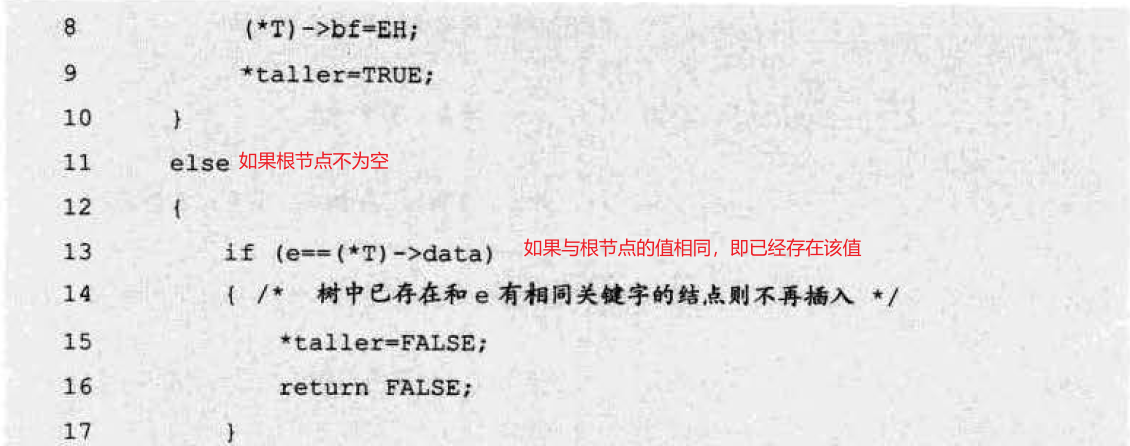 8 (*T)->bf=EH;
9 *taller=TRUE;
10 }
11 else 如果根节点不为空
12 {
13 if (e==(*T)->data) 如果与根节点的值相同，即已经存在该值
14 { /* 树中已存在和 e 有相同关键字的结点则不再插入 */
15 *taller=FALSE;
16 return FALSE;
17 }